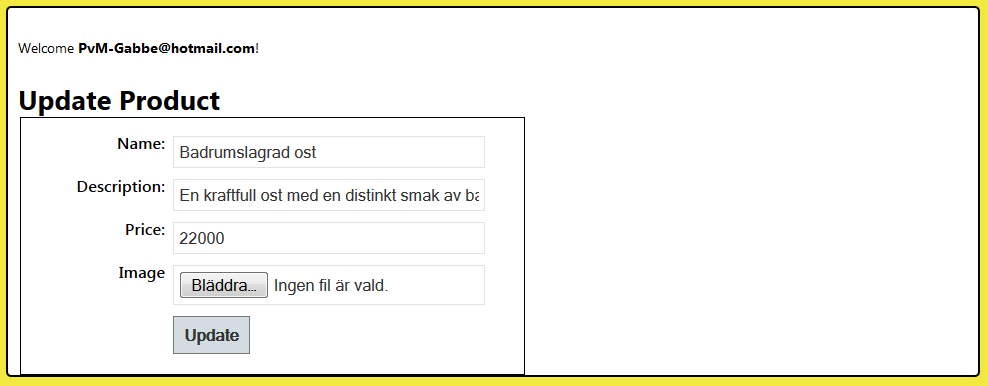 Welcome PvM-Gabbe@hotmail.com!
Update Product
Name: Badrumslagrad ost
Description: En kraftfull ost med en distinkt smak av ba
Price: 22000
Image Bläddra... Ingen fil är vald.
Update